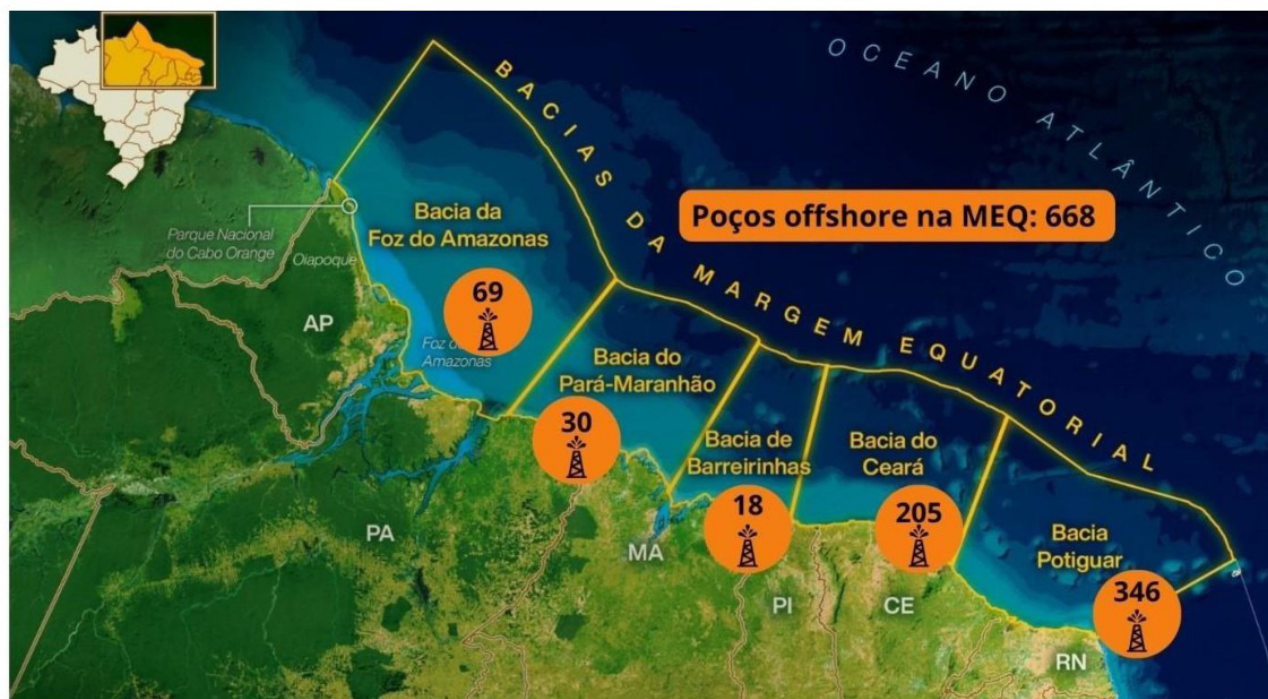 OCEANO ATLÂNTICO
BACIAS DA MARGEM EQUATORIAL
Poços offshore na MEQ: 668
Bacia da
Foz do Amazonas
Parque Nacional
do Cabo Orange
Oiapoque
69
AP
Amazonas
Bacia do
Pará-Maranhão
30
Bacia de
Barreirinhas
18
Bacia do
Ceará
205
Bacia
Potiguar
346
PA
MA
PI
CE
RN